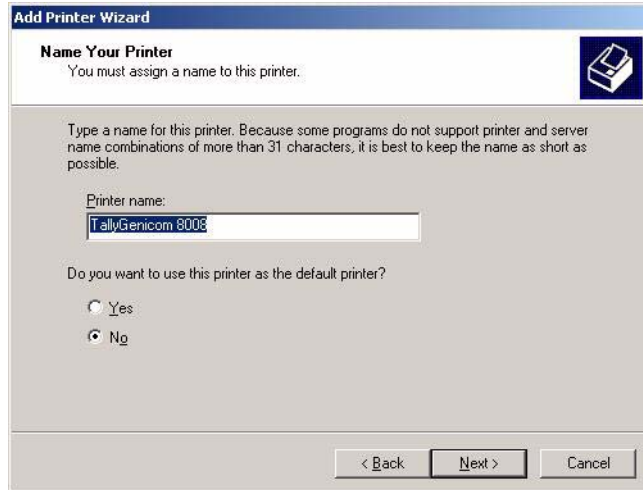 Add Printer Wizard
Name Your Printer
You must assign a name to this printer.
Type a name for this printer. Because some programs do not support printer and server
name combinations of more than 31 characters, it is best to keep the name as short as
possible.
Printer name:
TallyGenicom 8008
Do you want to use this printer as the default printer?
Yes
No
< Back Next > Cancel